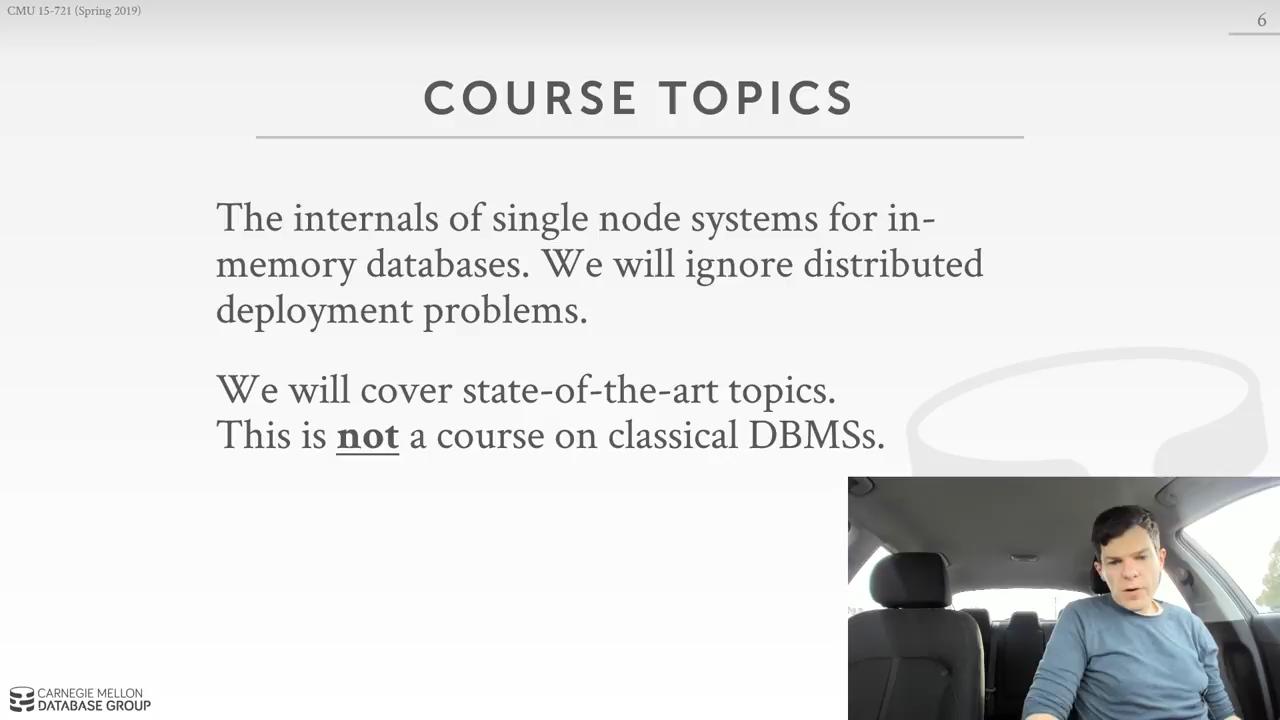 CMU 15-721 (Spring 2019)
6
COURSE TOPICS
The internals of single node systems for in-
memory databases. We will ignore distributed
deployment problems.
We will cover state-of-the-art topics.
This is not a course on classical DBMSs.
CARNEGIE MELLON
DATABASE GROUP